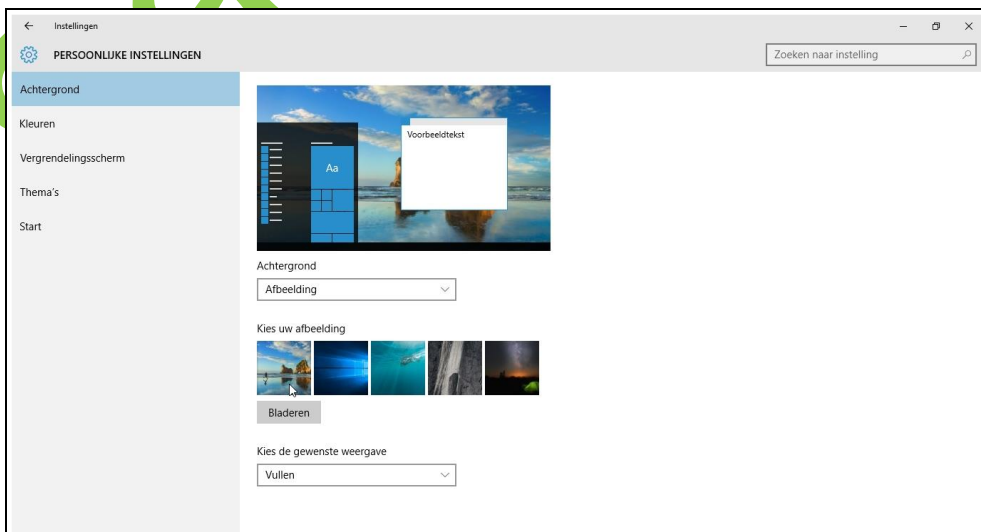 Instellingen
PERSOONLIJKE INSTELLINGEN
Zoeken naar instelling
Achtergrond
Kleuren
Vergrendelingsscherm
Thema's
Start
Voorbeeldtekst
Aa
Achtergrond
Afbeelding
Kies uw afbeelding
Bladeren
Kies de gewenste weergave
Vullen